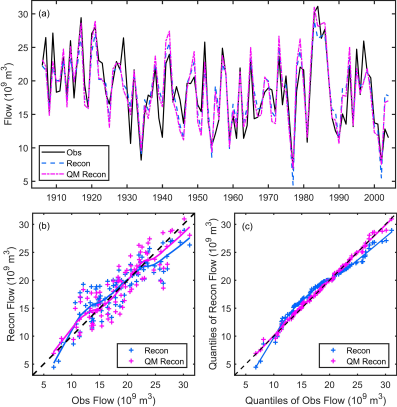 (a)
30
25
20
15
10
5
Flow (10⁹ m³)
Obs
Recon
QM Recon
1910 1920 1930 1940 1950 1960 1970 1980 1990 2000
(b)
30
25
20
15
10
5
Recon Flow (10⁹ m³)
Recon
QM Recon
5 10 15 20 25 30
Obs Flow (10⁹ m³)
(c)
30
25
20
15
10
5
Quantiles of Recon Flow (10⁹ m³)
Recon
QM Recon
5 10 15 20 25 30
Quantiles of Obs Flow (10⁹ m³)